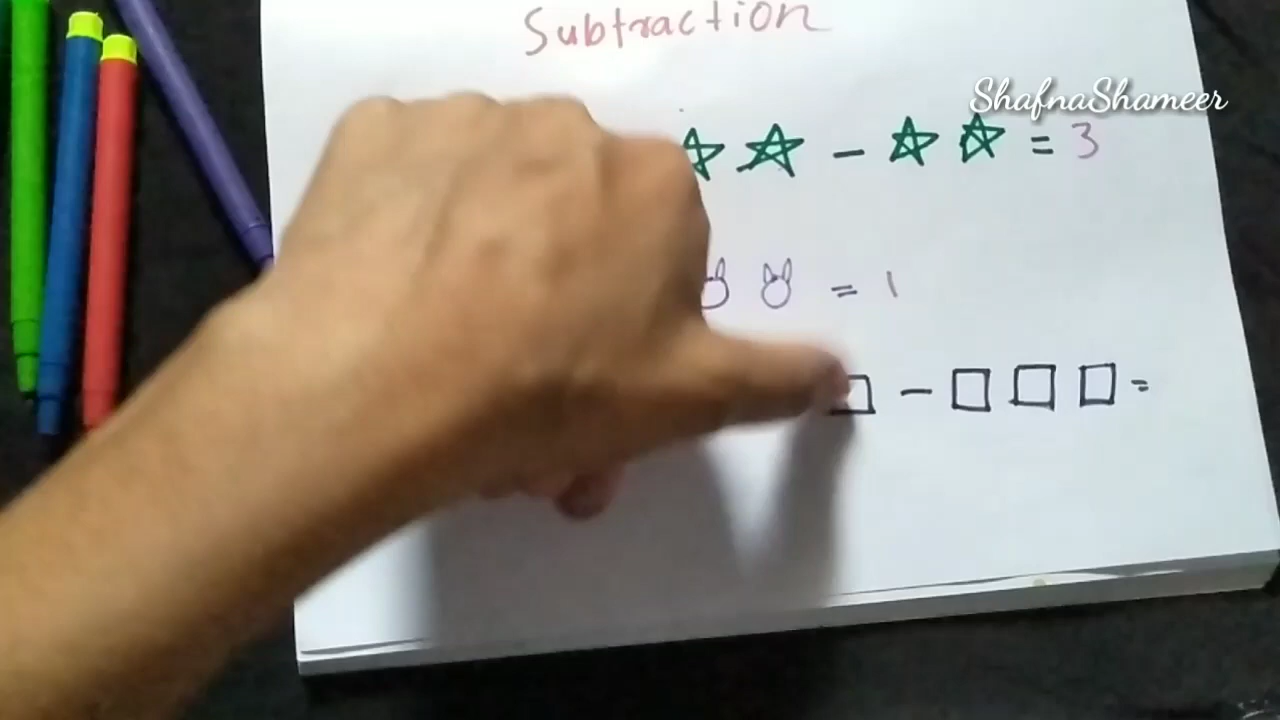 Subtraction
ShafnaShameer
- = 3
= 1
- =